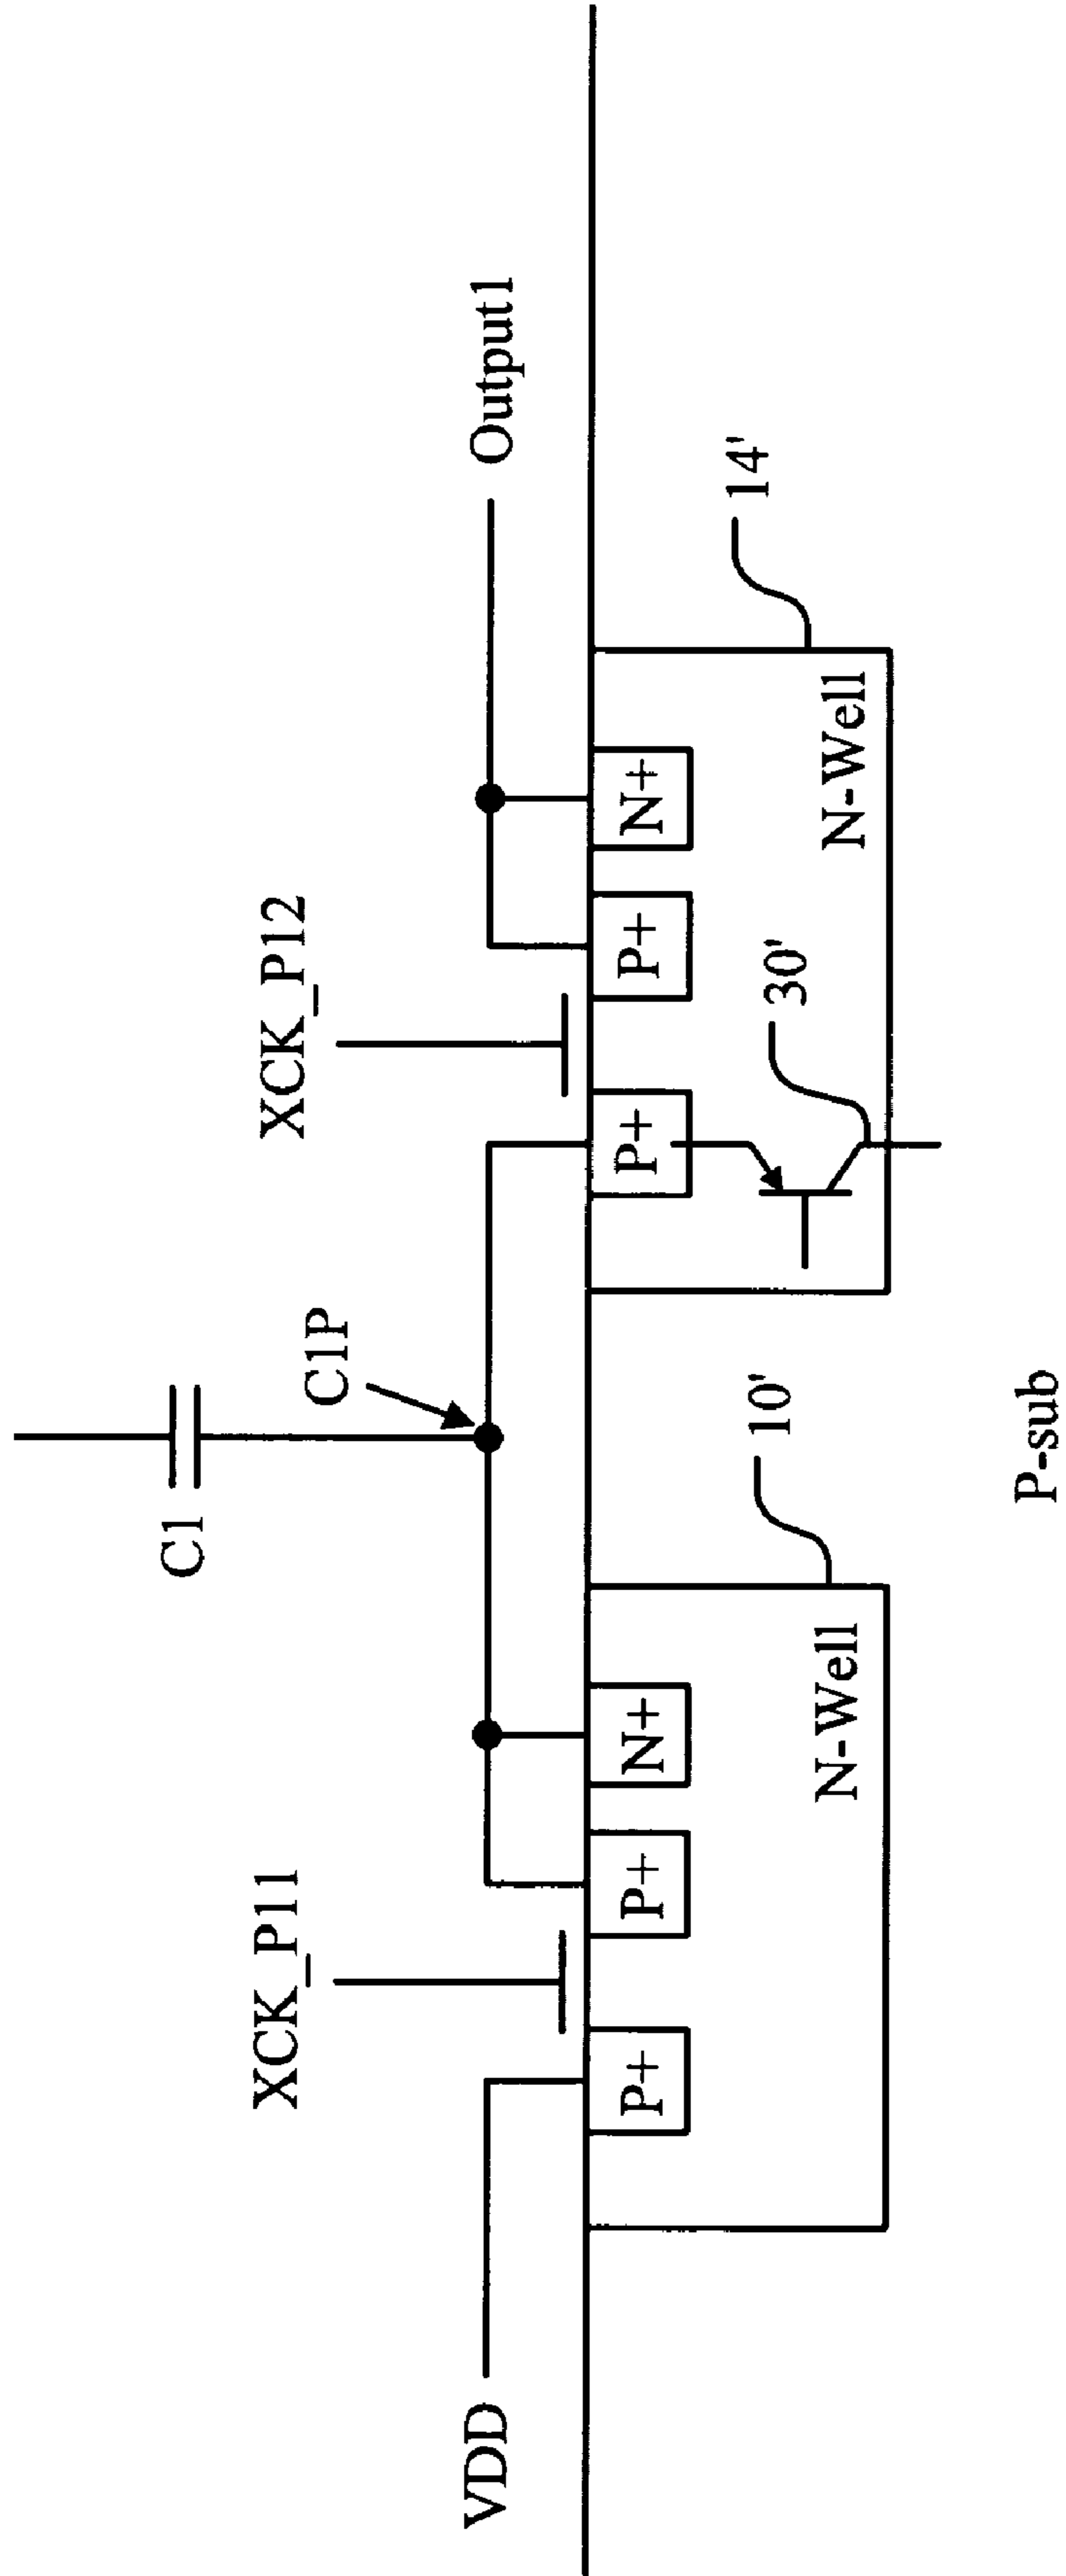 C1
C1P
XCK_P11
XCK_P12
VDD
Output1
P+
P+
N+
P+
P+
N+
N-Well
10'
30'
N-Well
14'
P-sub